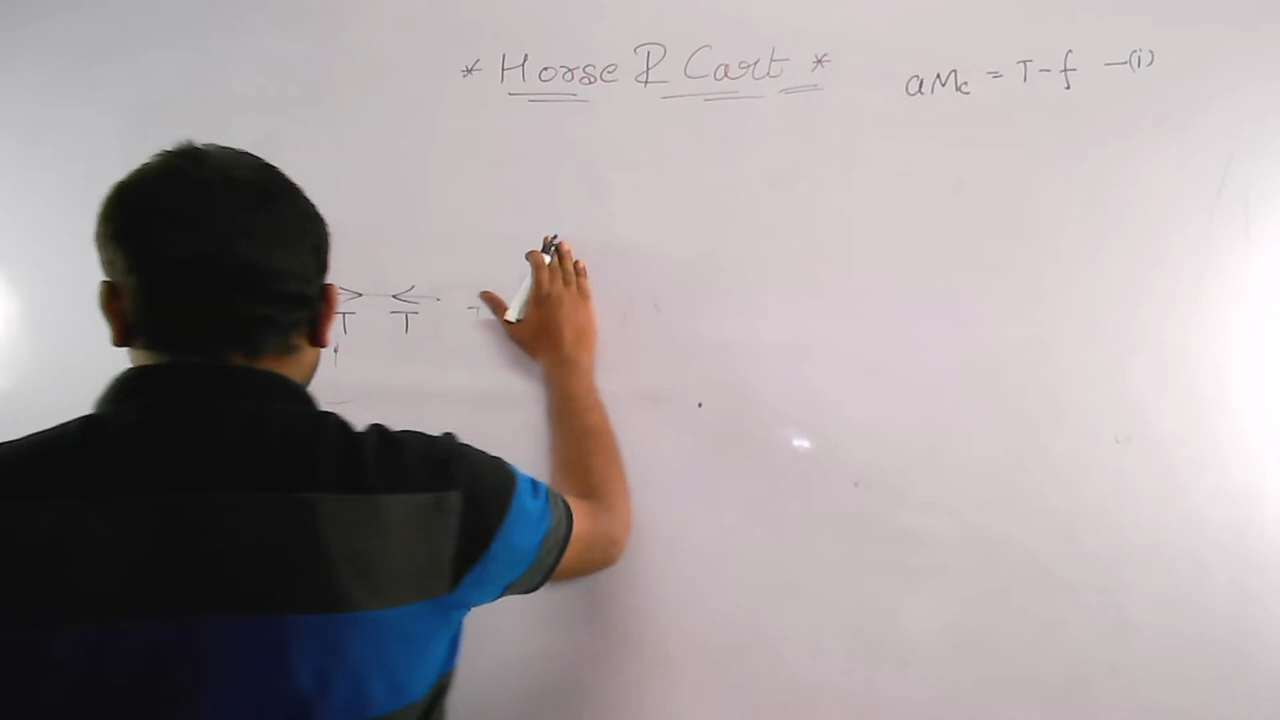 * Horse & Cart *
aMc = T - f —(i)
T T